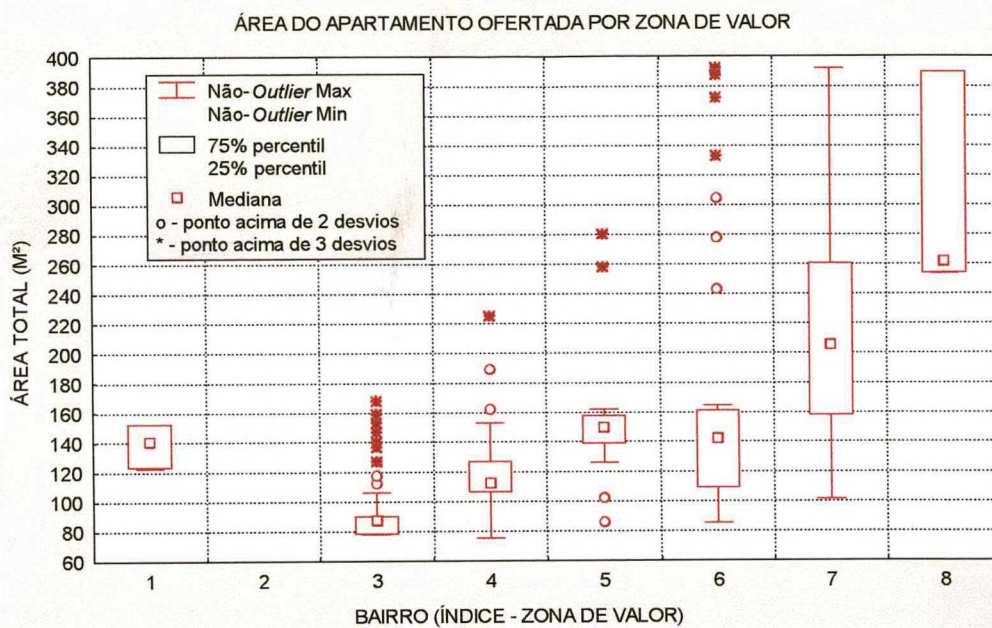 ÁREA DO APARTAMENTO OFERTADA POR ZONA DE VALOR
400
380
360
340
320
300
280
260
240
220
200
180
160
140
120
100
80
60
ÁREA TOTAL (M²)
Não-Outlier Max
Não-Outlier Min
75% percentil
25% percentil
Mediana
o - ponto acima de 2 desvios
* - ponto acima de 3 desvios
1 2 3 4 5 6 7 8
BAIRRO (ÍNDICE - ZONA DE VALOR)